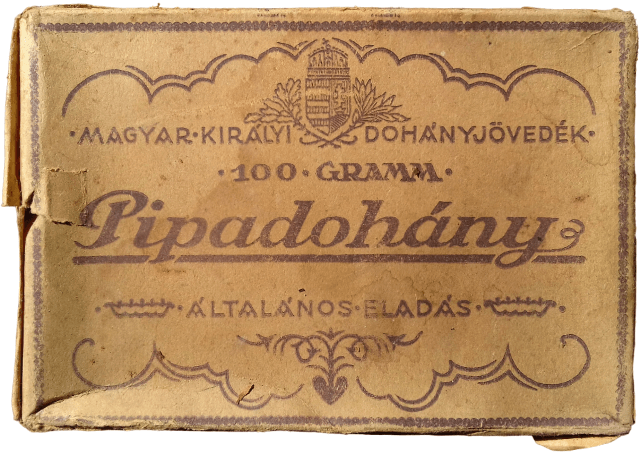 ·MAGYAR·KIRÁLYI DOHÁNYJÖVEDÉK·
·100·GRAMM·
Pipadohány
·ÁLTALÁNOS·ELADÁS·